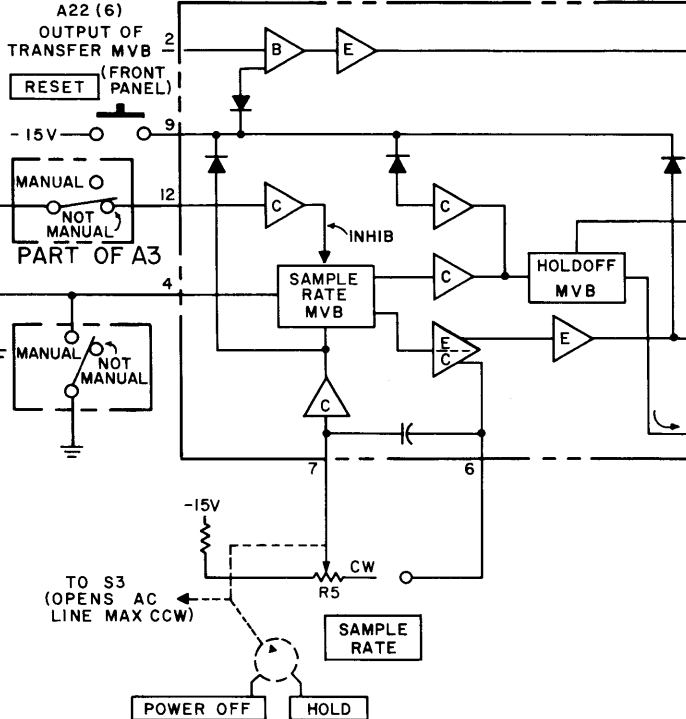 A22 (6)
OUTPUT OF
TRANSFER MVB
2
B
E
RESET
(FRONT
PANEL)
-15V
9
MANUAL
12
NOT
MANUAL
PART OF A3
C
INHIB
C
SAMPLE
RATE
MVB
C
HOLDOFF
MVB
4
MANUAL
NOT
MANUAL
E
C
E
C
7
6
-15V
CW
R5
TO S3
(OPENS AC
LINE MAX CCW)
SAMPLE
RATE
POWER OFF
HOLD